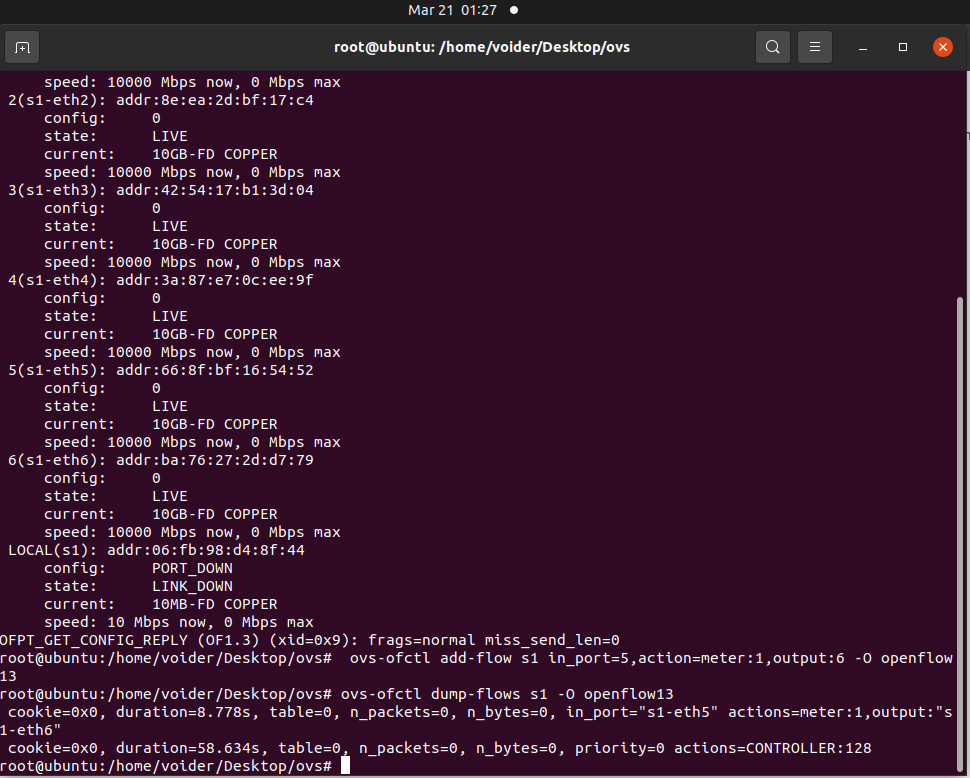 Mar 21 01:27
root@ubuntu: /home/voider/Desktop/ovs
speed: 10000 Mbps now, 0 Mbps max
2(s1-eth2): addr:8e:ea:2d:bf:17:c4
config: 0
state: LIVE
current: 10GB-FD COPPER
speed: 10000 Mbps now, 0 Mbps max
3(s1-eth3): addr:42:54:17:b1:3d:04
config: 0
state: LIVE
current: 10GB-FD COPPER
speed: 10000 Mbps now, 0 Mbps max
4(s1-eth4): addr:3a:87:e7:0c:ee:9f
config: 0
state: LIVE
current: 10GB-FD COPPER
speed: 10000 Mbps now, 0 Mbps max
5(s1-eth5): addr:66:8f:bf:16:54:52
config: 0
state: LIVE
current: 10GB-FD COPPER
speed: 10000 Mbps now, 0 Mbps max
6(s1-eth6): addr:ba:76:27:2d:d7:79
config: 0
state: LIVE
current: 10GB-FD COPPER
speed: 10000 Mbps now, 0 Mbps max
LOCAL(s1): addr:06:fb:98:d4:8f:44
config: PORT_DOWN
state: LINK_DOWN
current: 10MB-FD COPPER
speed: 10 Mbps now, 0 Mbps max
OFPT_GET_CONFIG_REPLY (OF1.3) (xid=0x9): frags=normal miss_send_len=0
root@ubuntu:/home/voider/Desktop/ovs#  ovs-ofctl add-flow s1 in_port=5,action=meter:1,output:6 -O openflow
13
root@ubuntu:/home/voider/Desktop/ovs# ovs-ofctl dump-flows s1 -O openflow13
cookie=0x0, duration=8.778s, table=0, n_packets=0, n_bytes=0, in_port="s1-eth5" actions=meter:1,output:"s
1-eth6"
cookie=0x0, duration=58.634s, table=0, n_packets=0, n_bytes=0, priority=0 actions=CONTROLLER:128
root@ubuntu:/home/voider/Desktop/ovs#